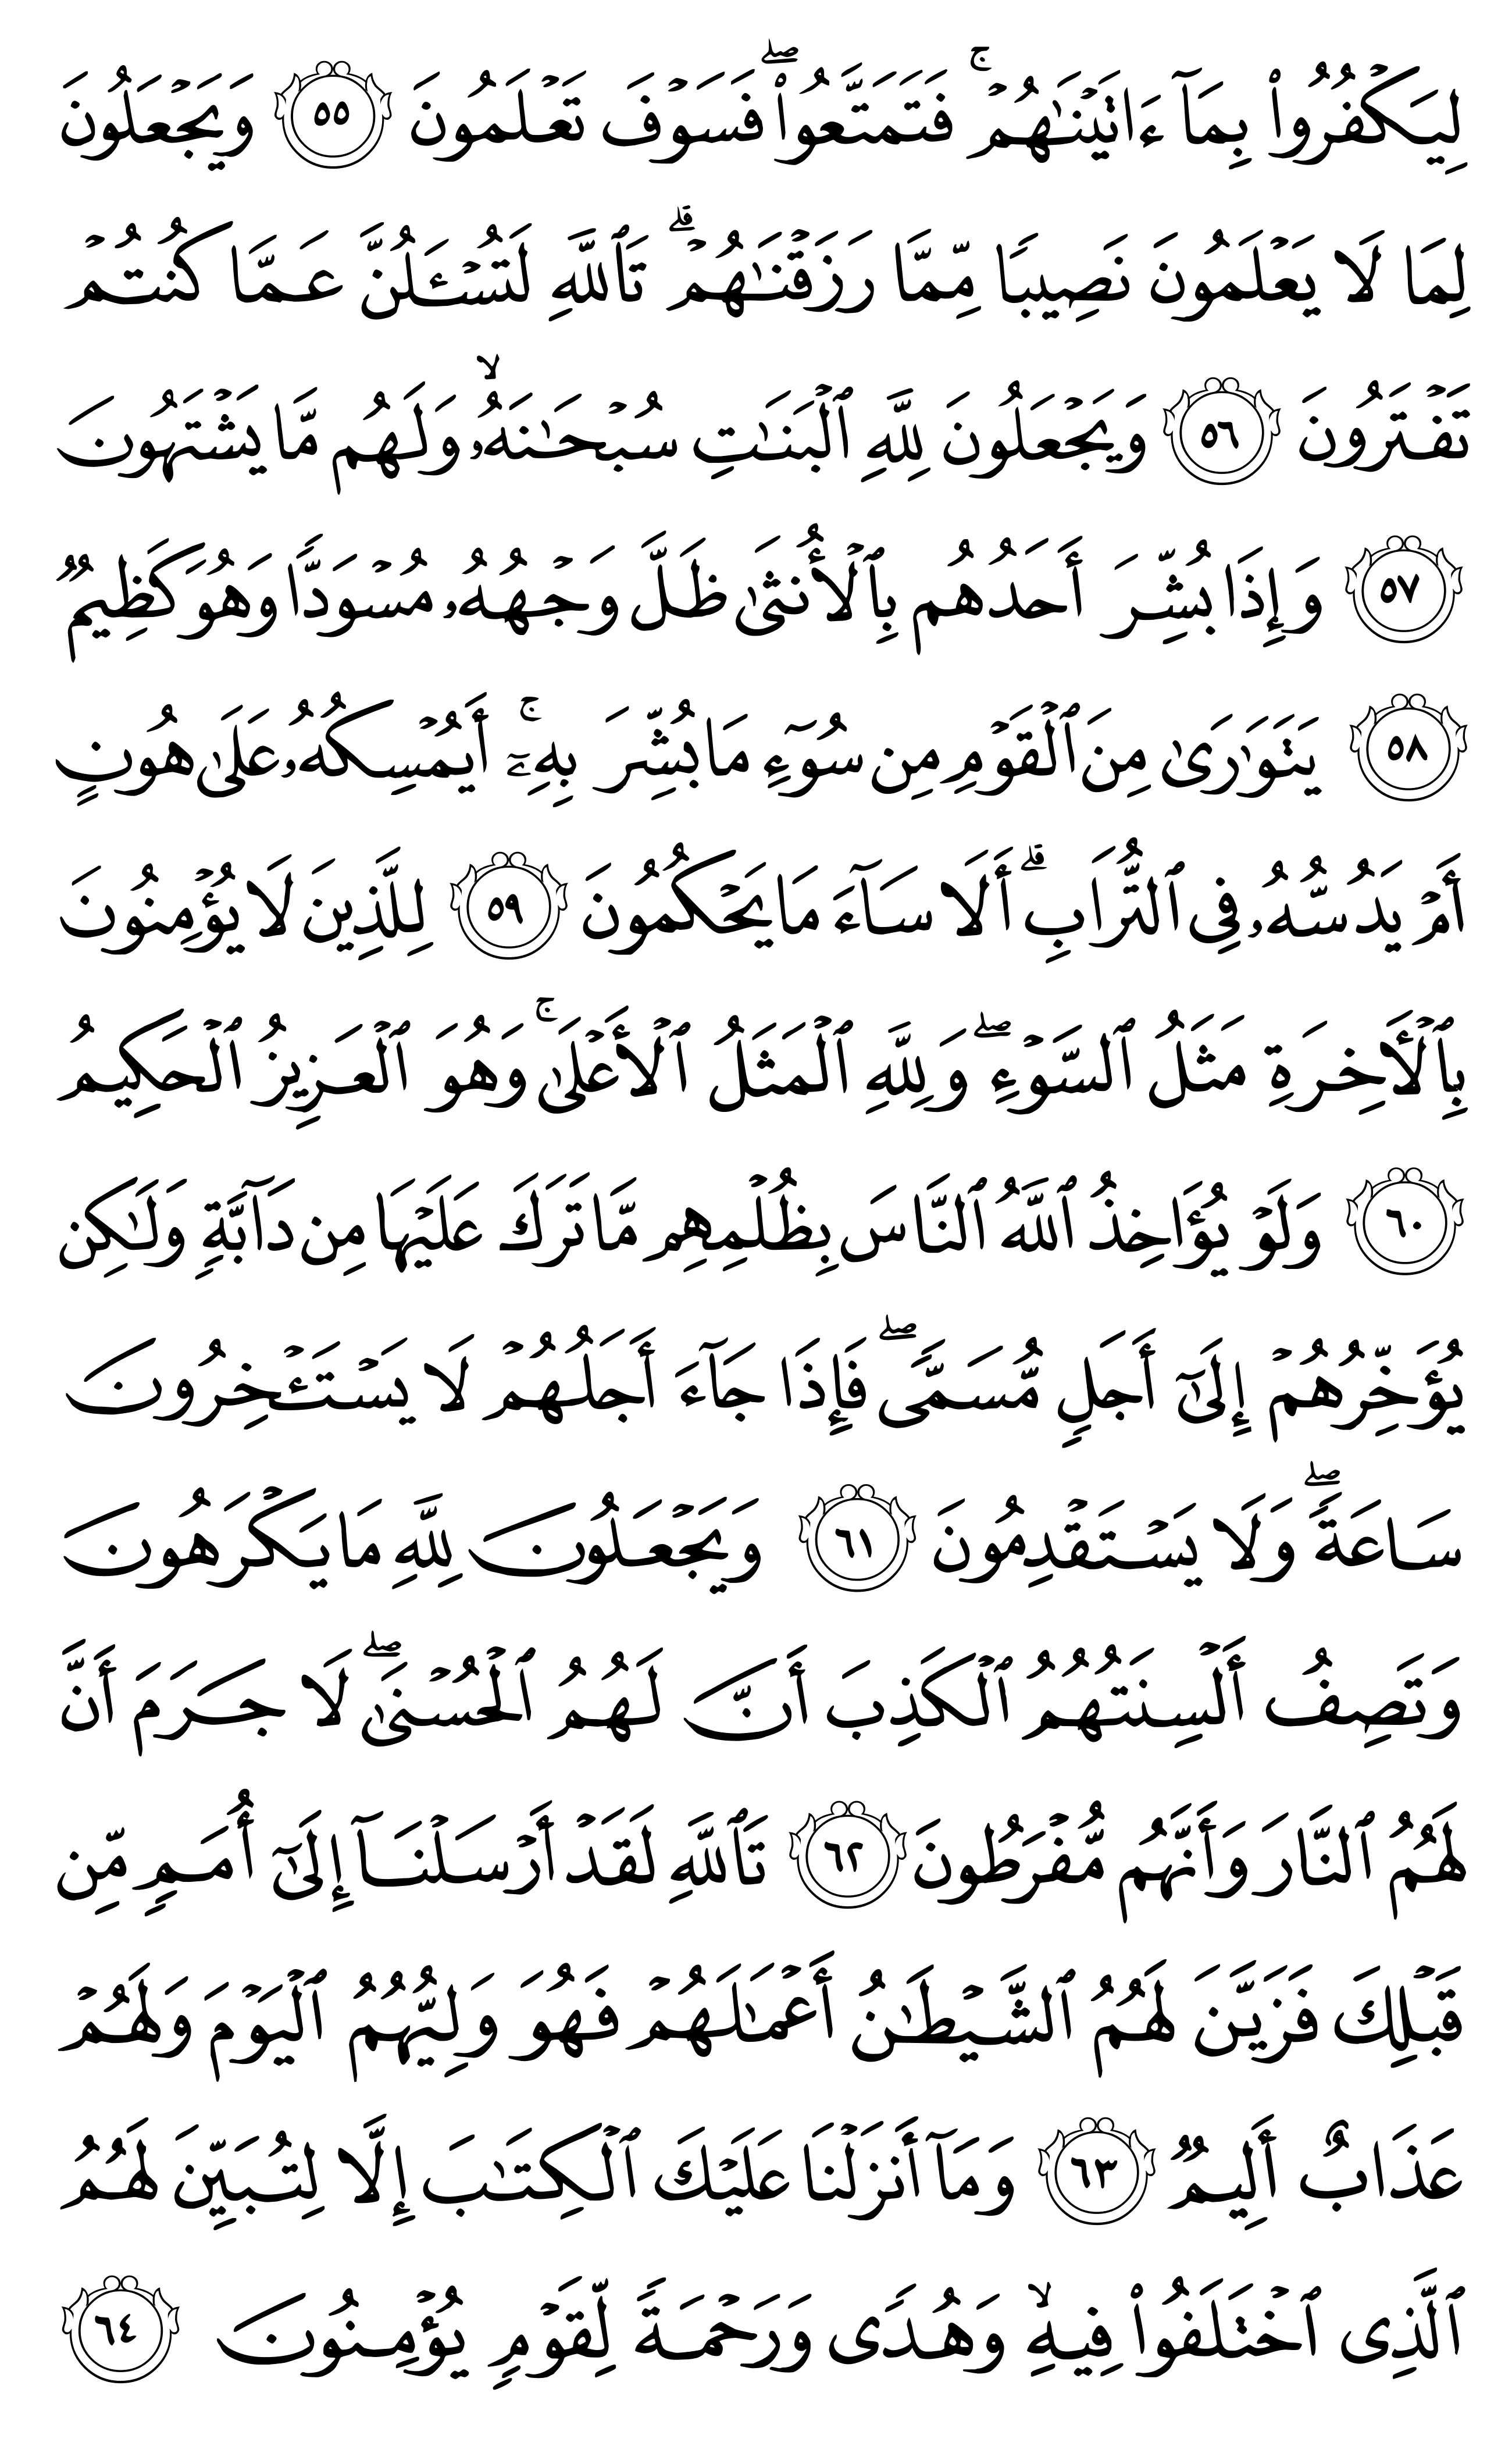 لِيَكۡفُرُواْ بِمَآ ءَاتَيۡنَٰهُمۡۚ فَتَمَتَّعُواْۖ فَسَوۡفَ تَعۡلَمُونَ ٥٥ وَيَجۡعَلُونَ
لِمَا لَا يَعۡلَمُونَ نَصِيبٗا مِّمَّا رَزَقۡنَٰهُمۡۗ تَٱللَّهِ لَتُسۡـَٔلُنَّ عَمَّا كُنتُمۡ
تَفۡتَرُونَ ٥٦ وَيَجۡعَلُونَ لِلَّهِ ٱلۡبَنَٰتِ سُبۡحَٰنَهُۥۙ وَلَهُم مَّا يَشۡتَهُونَ
٥٧ وَإِذَا بُشِّرَ أَحَدُهُم بِٱلۡأُنثَىٰ ظَلَّ وَجۡهُهُۥ مُسۡوَدّٗا وَهُوَ كَظِيمٞ
٥٨ يَتَوَٰرَىٰ مِنَ ٱلۡقَوۡمِ مِن سُوٓءِ مَا بُشِّرَ بِهِۦٓۚ أَيُمۡسِكُهُۥ عَلَىٰ هُونٍ
أَمۡ يَدُسُّهُۥ فِي ٱلتُّرَابِۗ أَلَا سَآءَ مَا يَحۡكُمُونَ ٥٩ لِلَّذِينَ لَا يُؤۡمِنُونَ
بِٱلۡأٓخِرَةِ مَثَلُ ٱلسَّوۡءِۖ وَلِلَّهِ ٱلۡمَثَلُ ٱلۡأَعۡلَىٰۚ وَهُوَ ٱلۡعَزِيزُ ٱلۡحَكِيمُ
٦٠ وَلَوۡ يُؤَاخِذُ ٱللَّهُ ٱلنَّاسَ بِظُلۡمِهِم مَّا تَرَكَ عَلَيۡهَا مِن دَآبَّةٖ وَلَٰكِن
يُؤَخِّرُهُمۡ إِلَىٰٓ أَجَلٖ مُّسَمّٗىۖ فَإِذَا جَآءَ أَجَلُهُمۡ لَا يَسۡتَـٔۡخِرُونَ
سَاعَةٗۖ وَلَا يَسۡتَقۡدِمُونَ ٦١ وَيَجۡعَلُونَ لِلَّهِ مَا يَكۡرَهُونَ
وَتَصِفُ أَلۡسِنَتُهُمُ ٱلۡكَذِبَ أَنَّ لَهُمُ ٱلۡحُسۡنَىٰۖ لَا جَرَمَ أَنَّ
لَهُمُ ٱلنَّارَ وَأَنَّهُم مُّفۡرَطُونَ ٦٢ تَٱللَّهِ لَقَدۡ أَرۡسَلۡنَآ إِلَىٰٓ أُمَمٖ مِّن
قَبۡلِكَ فَزَيَّنَ لَهُمُ ٱلشَّيۡطَٰنُ أَعۡمَٰلَهُمۡ فَهُوَ وَلِيُّهُمُ ٱلۡيَوۡمَ وَلَهُمۡ
عَذَابٌ أَلِيمٞ ٦٣ وَمَآ أَنزَلۡنَا عَلَيۡكَ ٱلۡكِتَٰبَ إِلَّا لِتُبَيِّنَ لَهُمُ
ٱلَّذِي ٱخۡتَلَفُواْ فِيهِۙ وَهُدٗى وَرَحۡمَةٗ لِّقَوۡمٖ يُؤۡمِنُونَ ٦٤